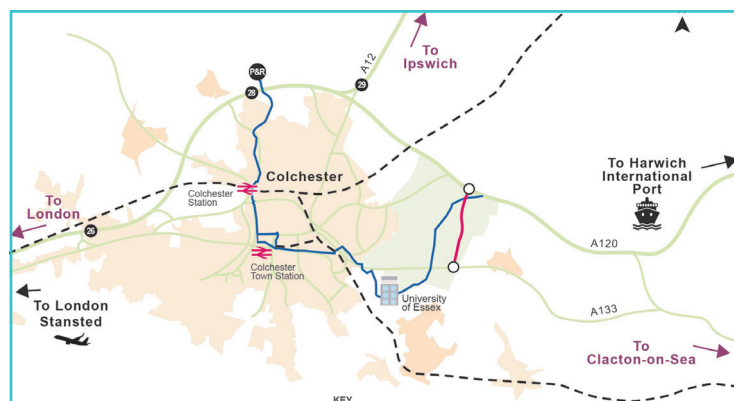 To
Ipswich
A12
P&R
28
29
Colchester
Colchester
Station
To Harwich
International
Port
To
London
26
A120
Colchester
Town Station
University
of Essex
To London
Stansted
A133
To
Clacton-on-Sea
KEY